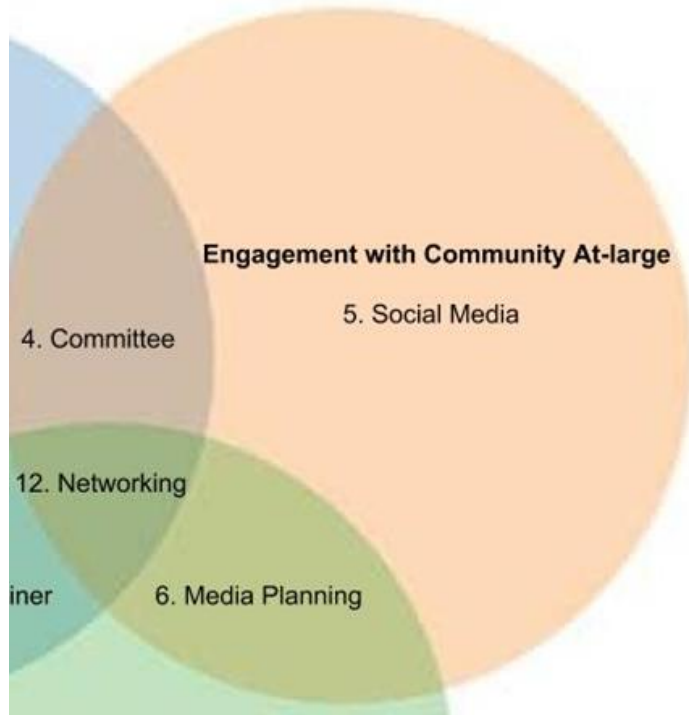 Engagement with Community At-large
5. Social Media
4. Committee
12. Networking
iner
6. Media Planning